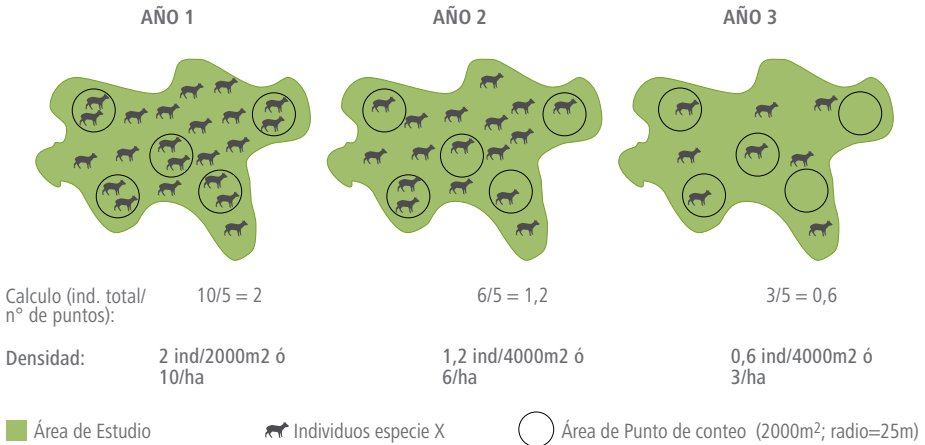 AÑO 1 AÑO 2 AÑO 3
Calculo (ind. total/ 10/5 = 2 6/5 = 1,2 3/5 = 0,6
n° de puntos):
Densidad: 2 ind/2000m2 ó 1,2 ind/4000m2 ó 0,6 ind/4000m2 ó
10/ha 6/ha 3/ha
Área de Estudio Individuos especie X Área de Punto de conteo (2000m²; radio=25m)